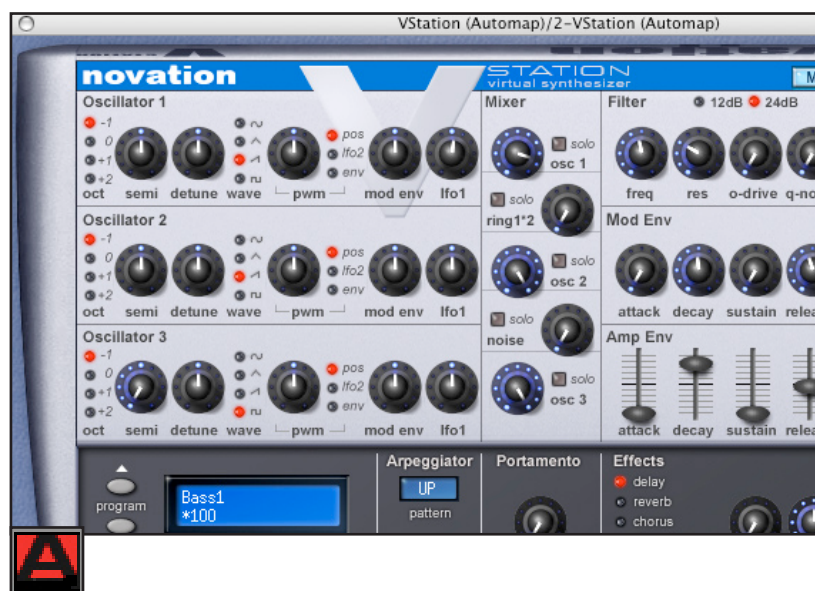 VStation (Automap)/2-VStation (Automap)
novation
V STATION
virtual synthesizer
Oscillator 1
-1
0
+1
+2
oct semi detune wave pwm mod env lfo1
pos
lfo2
env
Mixer
solo
osc 1
solo
ring1*2
solo
osc 2
solo
noise
solo
osc 3
Filter 12dB 24dB
freq res o-drive
Oscillator 2
-1
0
+1
+2
oct semi detune wave pwm mod env lfo1
pos
lfo2
env
Mod Env
attack decay sustain
Oscillator 3
-1
0
+1
+2
oct semi detune wave pwm mod env lfo1
pos
lfo2
env
Amp Env
attack decay sustain
program
Bass1
*100
Arpeggiator
UP
pattern
Portamento
Effects
delay
reverb
chorus
A